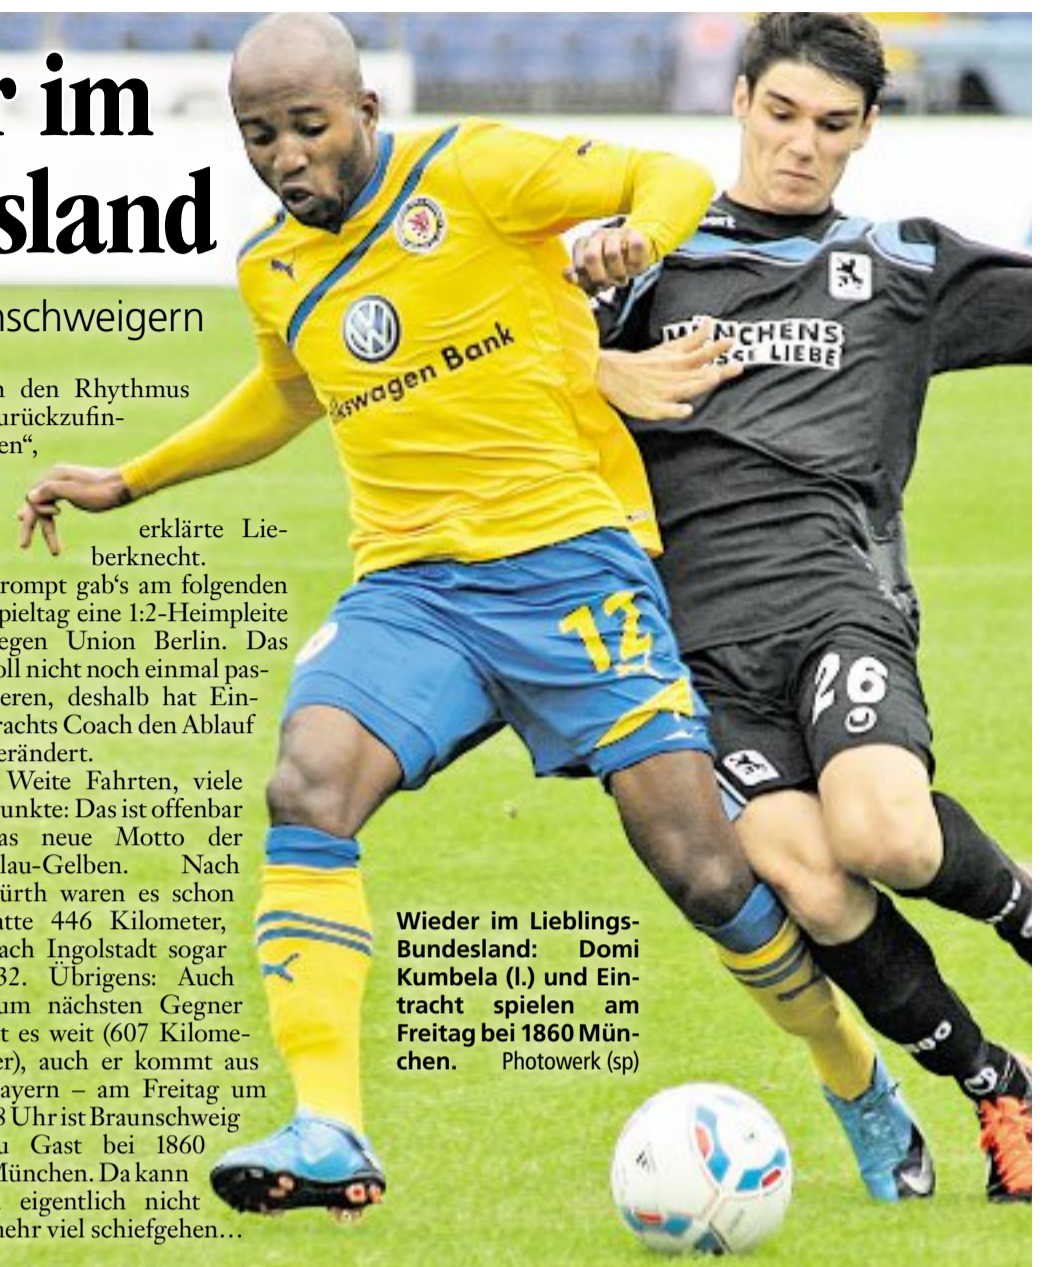 im
sland
nschweigern
den Rhythmus
urückzufin-
en“,
erklärte Lie-
berknecht.
rompt gab‘s am folgenden
pieltag eine 1:2-Heimpleite
egen Union Berlin. Das
oll nicht noch einmal pas-
eren, deshalb hat Ein-
rachts Coach den Ablauf
erändert.
Weite Fahrten, viele
unkte: Das ist offenbar
as neue Motto der
lau-Gelben. Nach
ürth waren es schon
atte 446 Kilometer,
ach Ingolstadt sogar
32. Übrigens: Auch
um nächsten Gegner
t es weit (607 Kilome-
er), auch er kommt aus
ayern – am Freitag um
8 Uhr ist Braunschweig
u Gast bei 1860
München. Da kann
eigentlich nicht
mehr viel schiefgehen…
Wieder im Lieblings-
Bundesland: Domi
Kumbela (l.) und Ein-
tracht spielen am
Freitag bei 1860 Mün-
chen. Photowerk (sp)
VW
lkswagen Bank
12
MÜNCHENS
SSE LIEBE
26